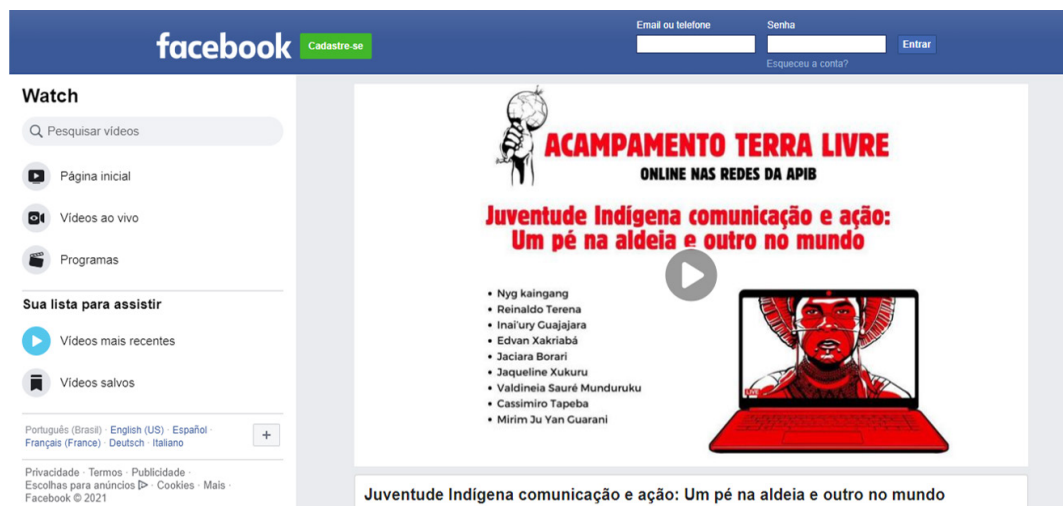 facebook
Cadastre-se
Email ou telefone
Senha
Entrar
Esqueceu a conta?
Watch
Pesquisar vídeos
Página inicial
Vídeos ao vivo
Programas
Sua lista para assistir
Vídeos mais recentes
Vídeos salvos
Português (Brasil) · English (US) · Español ·
Français (France) · Deutsch · Italiano
+
Privacidade · Termos · Publicidade ·
Escolhas para anúncios · Cookies · Mais ·
Facebook © 2021
ACAMPAMENTO TERRA LIVRE
ONLINE NAS REDES DA APIB
Juventude Indígena comunicação e ação:
Um pé na aldeia e outro no mundo
• Nyg kaingang
• Reinaldo Terena
• Inai'ury Guajajara
• Edvan Xakriabá
• Jaciara Borari
• Jaqueline Xukuru
• Valdineia Sauré Munduruku
• Cassimiro Tapeba
• Mirim Ju Yan Guarani
LIVE
Juventude Indígena comunicação e ação: Um pé na aldeia e outro no mundo